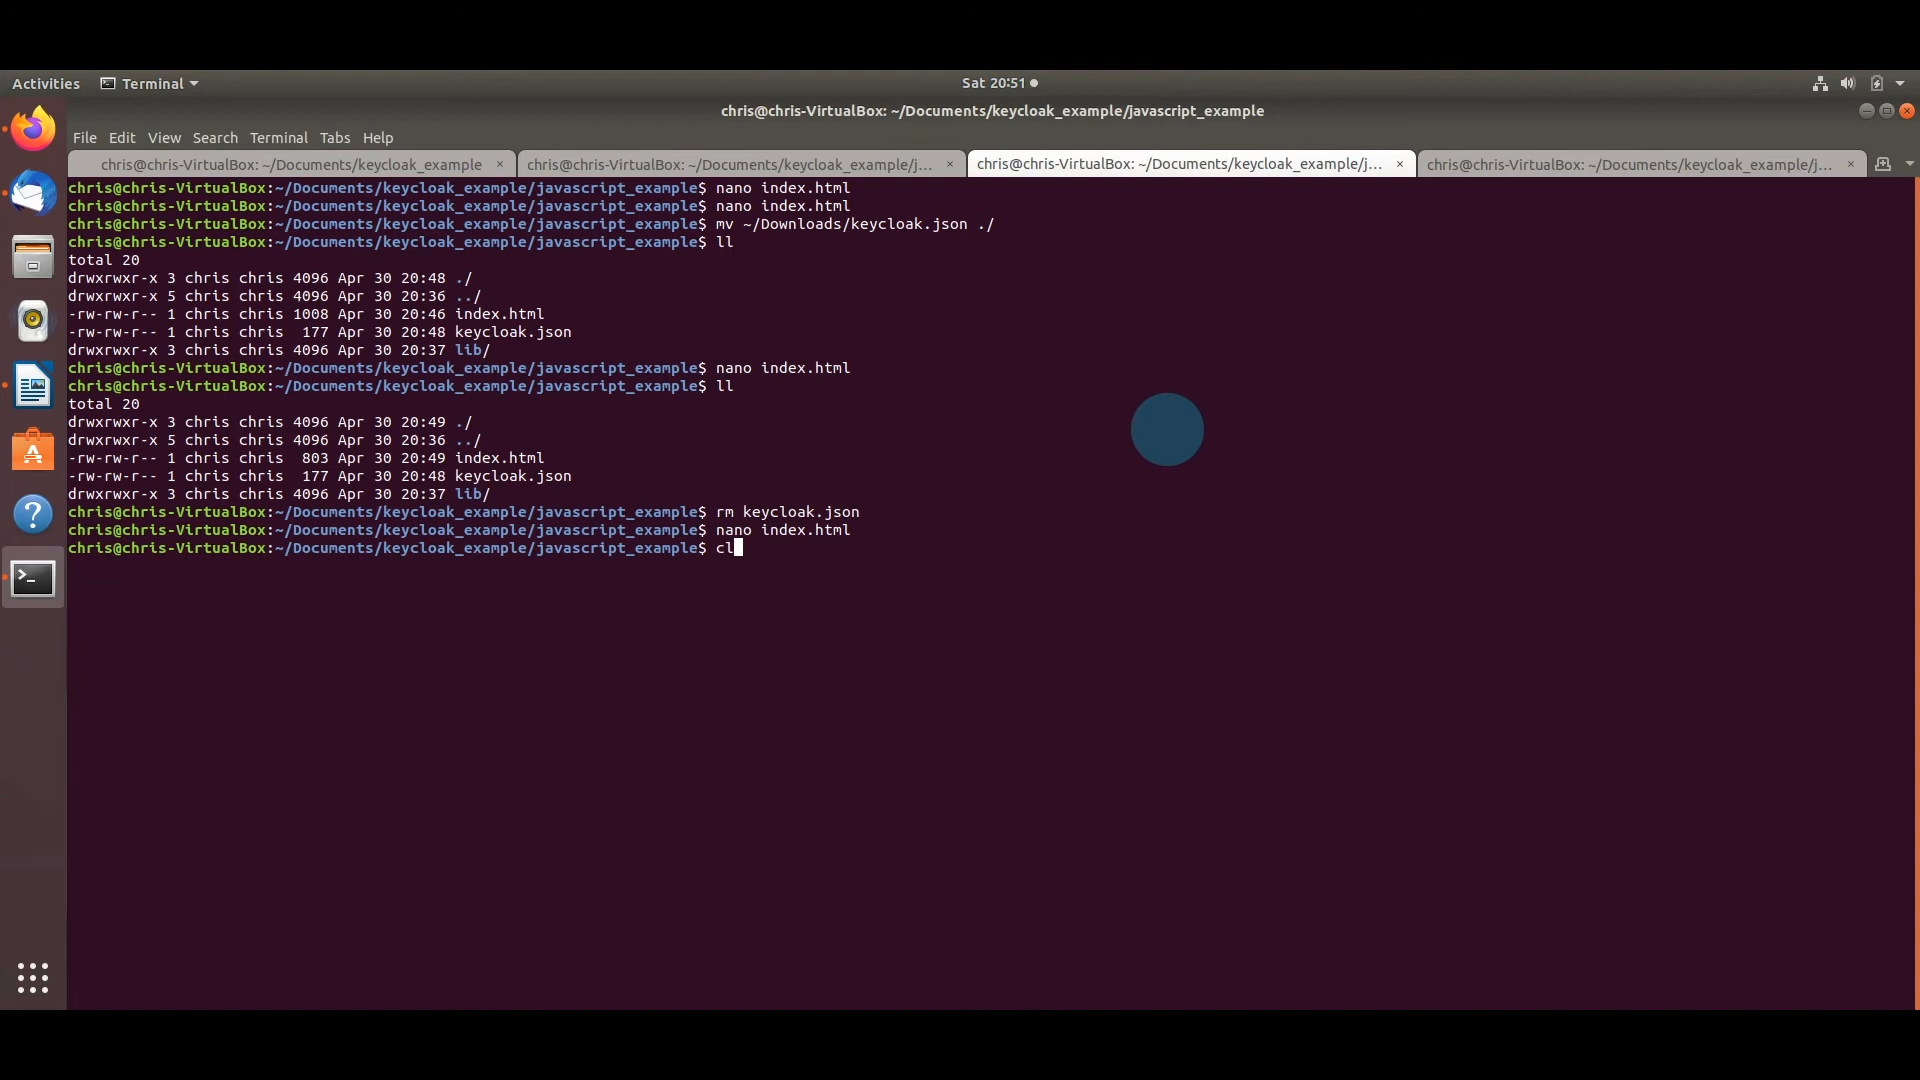 Activities Terminal Sat 20:51
chris@chris-VirtualBox: ~/Documents/keycloak_example/javascript_example
File Edit View Search Terminal Tabs Help
chris@chris-VirtualBox: ~/Documents/keycloak_example × chris@chris-VirtualBox: ~/Documents/keycloak_example/j... × chris@chris-VirtualBox: ~/Documents/keycloak_example/j... × chris@chris-VirtualBox: ~/Documents/keycloak_example/j... ×
chris@chris-VirtualBox:~/Documents/keycloak_example/javascript_example$ nano index.html
chris@chris-VirtualBox:~/Documents/keycloak_example/javascript_example$ nano index.html
chris@chris-VirtualBox:~/Documents/keycloak_example/javascript_example$ mv ~/Downloads/keycloak.json ./
chris@chris-VirtualBox:~/Documents/keycloak_example/javascript_example$ ll
total 20
drwxrwxr-x 3 chris chris 4096 Apr 30 20:48 ./
drwxrwxr-x 5 chris chris 4096 Apr 30 20:36 ../
-rw-rw-r-- 1 chris chris 1008 Apr 30 20:46 index.html
-rw-rw-r-- 1 chris chris  177 Apr 30 20:48 keycloak.json
drwxrwxr-x 3 chris chris 4096 Apr 30 20:37 lib/
chris@chris-VirtualBox:~/Documents/keycloak_example/javascript_example$ nano index.html
chris@chris-VirtualBox:~/Documents/keycloak_example/javascript_example$ ll
total 20
drwxrwxr-x 3 chris chris 4096 Apr 30 20:49 ./
drwxrwxr-x 5 chris chris 4096 Apr 30 20:36 ../
-rw-rw-r-- 1 chris chris  803 Apr 30 20:49 index.html
-rw-rw-r-- 1 chris chris  177 Apr 30 20:48 keycloak.json
drwxrwxr-x 3 chris chris 4096 Apr 30 20:37 lib/
chris@chris-VirtualBox:~/Documents/keycloak_example/javascript_example$ rm keycloak.json
chris@chris-VirtualBox:~/Documents/keycloak_example/javascript_example$ nano index.html
chris@chris-VirtualBox:~/Documents/keycloak_example/javascript_example$ cl